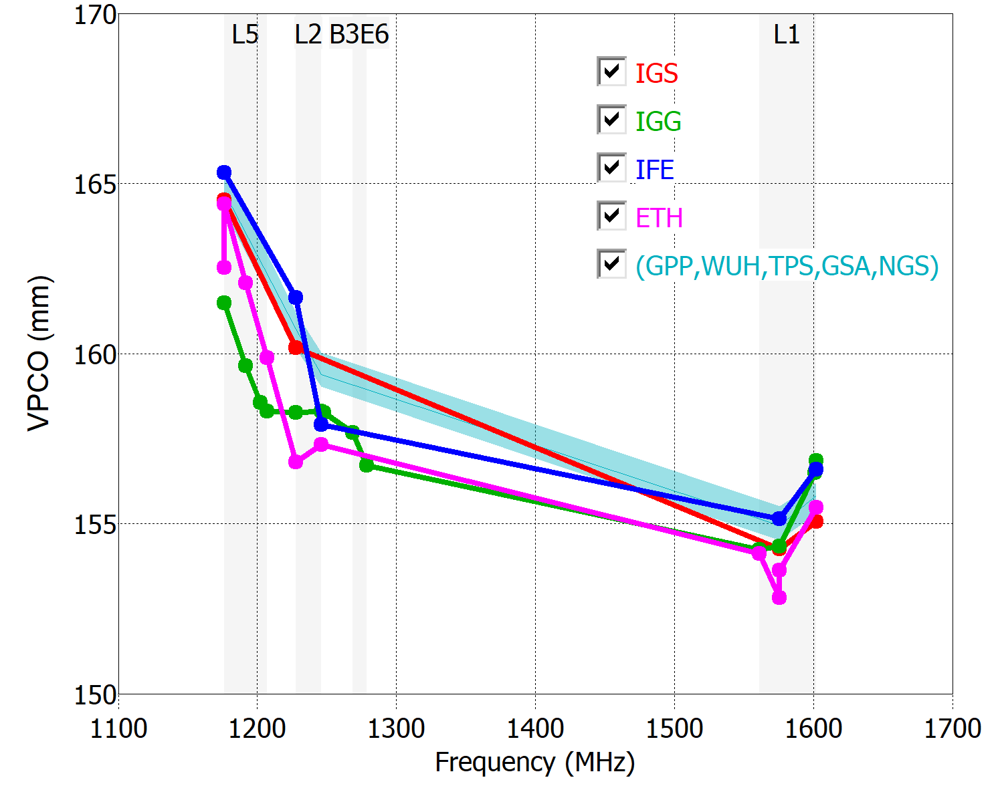 170
L5 L2 B3E6 L1
IGS
IGG
IFE
165
ETH
(GPP,WUH,TPS,GSA,NGS)
VPCO (mm)
160
155
150
1100 1200 1300 1400 1500 1600 1700
Frequency (MHz)